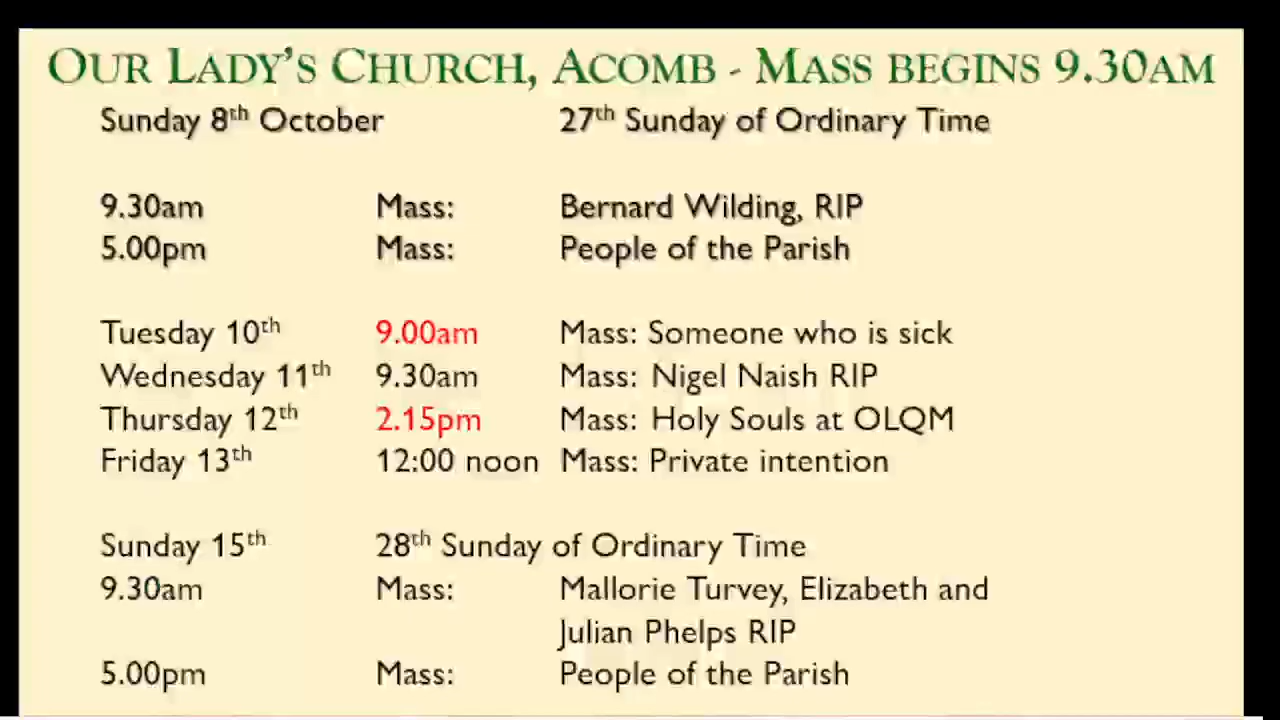 OUR LADY'S CHURCH, ACOMB - MASS BEGINS 9.30AM
Sunday 8th October 27th Sunday of Ordinary Time
9.30am Mass: Bernard Wilding, RIP
5.00pm Mass: People of the Parish
Tuesday 10th 9.00am Mass: Someone who is sick
Wednesday 11th 9.30am Mass: Nigel Naish RIP
Thursday 12th 2.15pm Mass: Holy Souls at OLQM
Friday 13th 12:00 noon Mass: Private intention
Sunday 15th 28th Sunday of Ordinary Time
9.30am Mass: Mallorie Turvey, Elizabeth and
Julian Phelps RIP
5.00pm Mass: People of the Parish